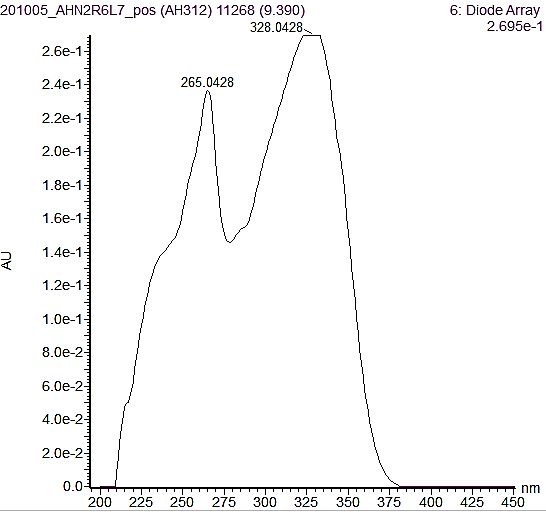 201005_AHN2R6L7_pos (AH312) 11268 (9.390)
6: Diode Array
2.695e-1
328.0428
265.0428
2.6e-1
2.4e-1
2.2e-1
2.0e-1
1.8e-1
1.6e-1
1.4e-1
1.2e-1
1.0e-1
8.0e-2
6.0e-2
4.0e-2
2.0e-2
0.0
AU
200 225 250 275 300 325 350 375 400 425 450 nm